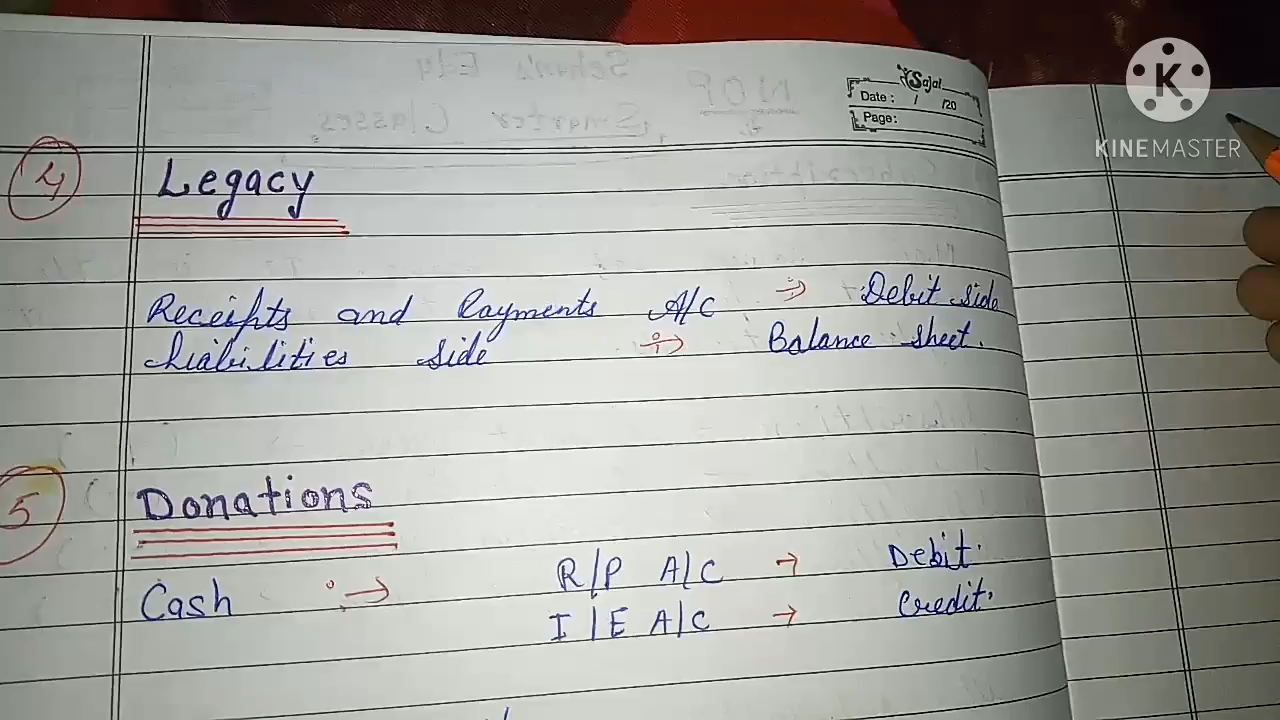 Sajal
Date : / /20
Page:
K
KINEMASTER
4
Legacy
Receipts and Payments A/C :→ Debit side
Liabilities side :→ Balance sheet.
5
Donations
Cash :→ R/P A/C → Debit.
I/E A/C → Credit.